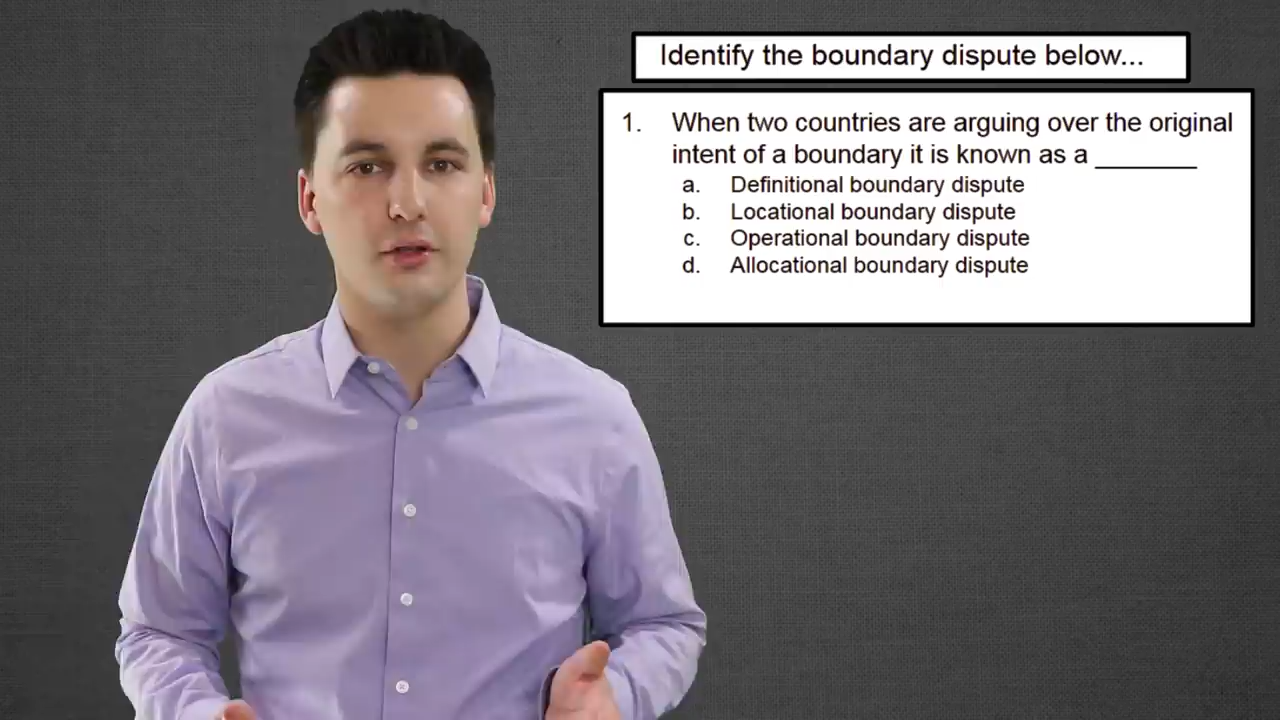 Identify the boundary dispute below...
1. When two countries are arguing over the original
intent of a boundary it is known as a _______
a. Definitional boundary dispute
b. Locational boundary dispute
c. Operational boundary dispute
d. Allocational boundary dispute